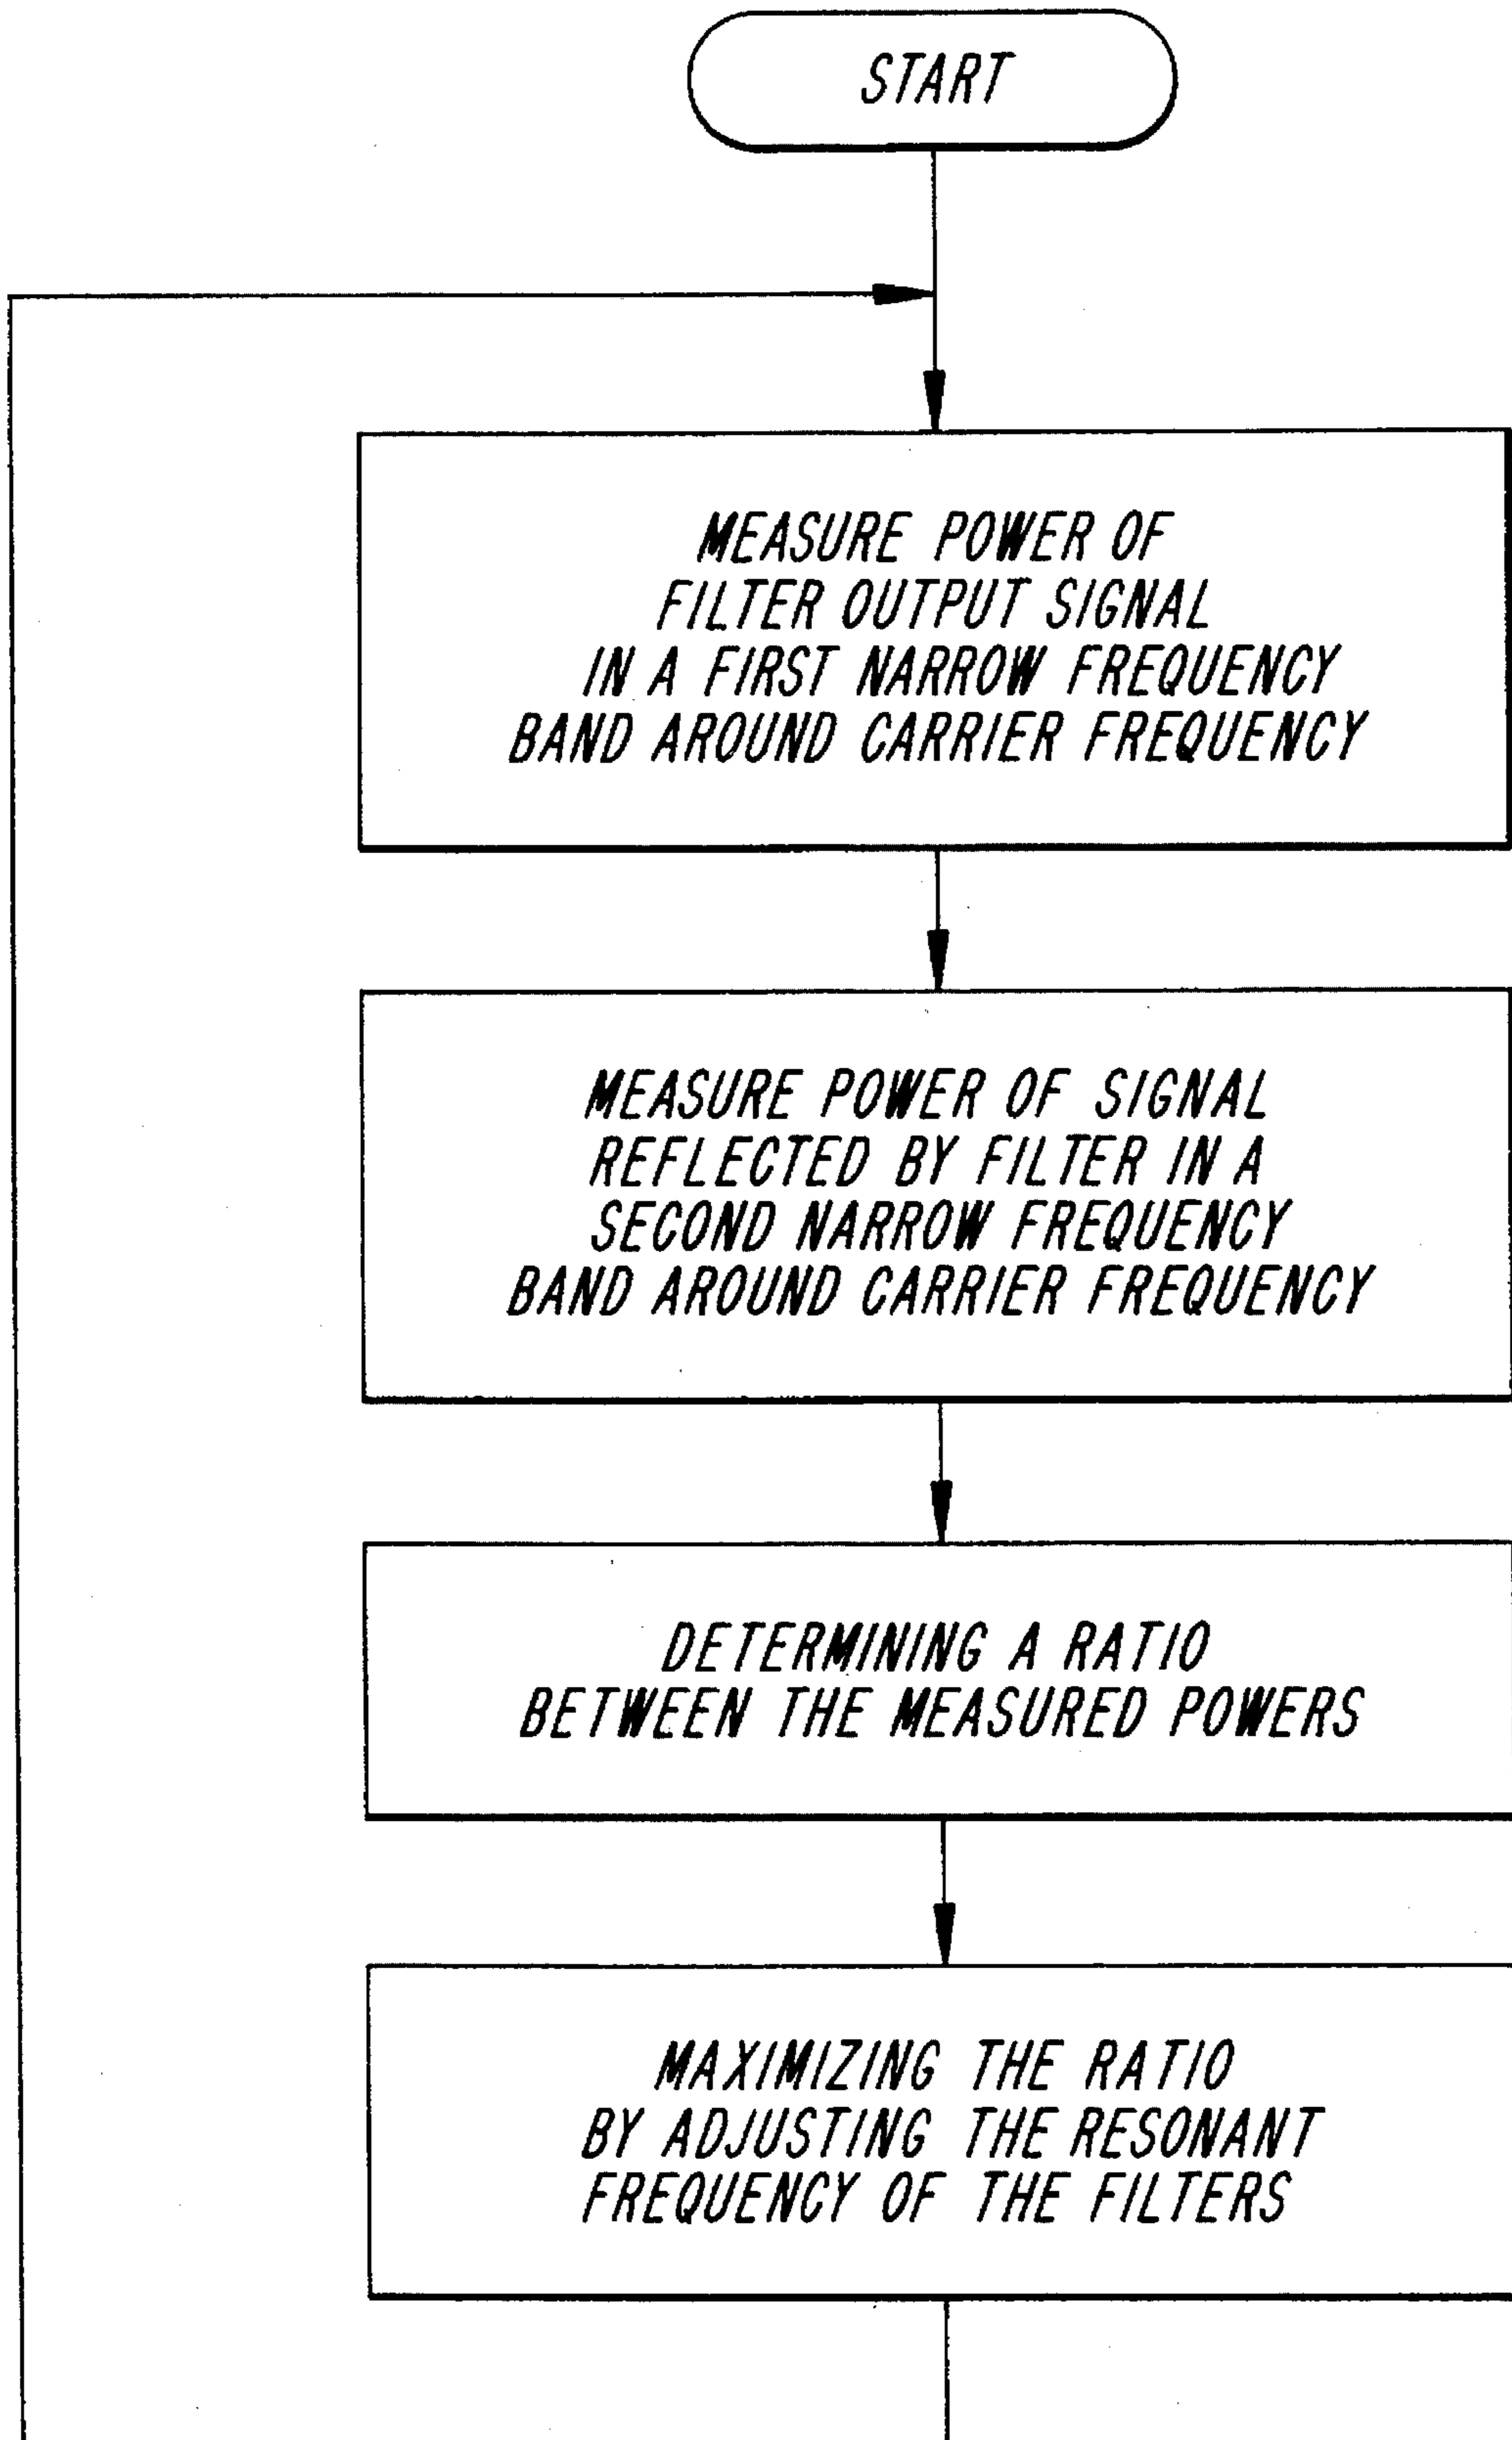 START
MEASURE POWER OF
FILTER OUTPUT SIGNAL
IN A FIRST NARROW FREQUENCY
BAND AROUND CARRIER FREQUENCY
MEASURE POWER OF SIGNAL
REFLECTED BY FILTER IN A
SECOND NARROW FREQUENCY
BAND AROUND CARRIER FREQUENCY
DETERMINING A RATIO
BETWEEN THE MEASURED POWERS
MAXIMIZING THE RATIO
BY ADJUSTING THE RESONANT
FREQUENCY OF THE FILTERS